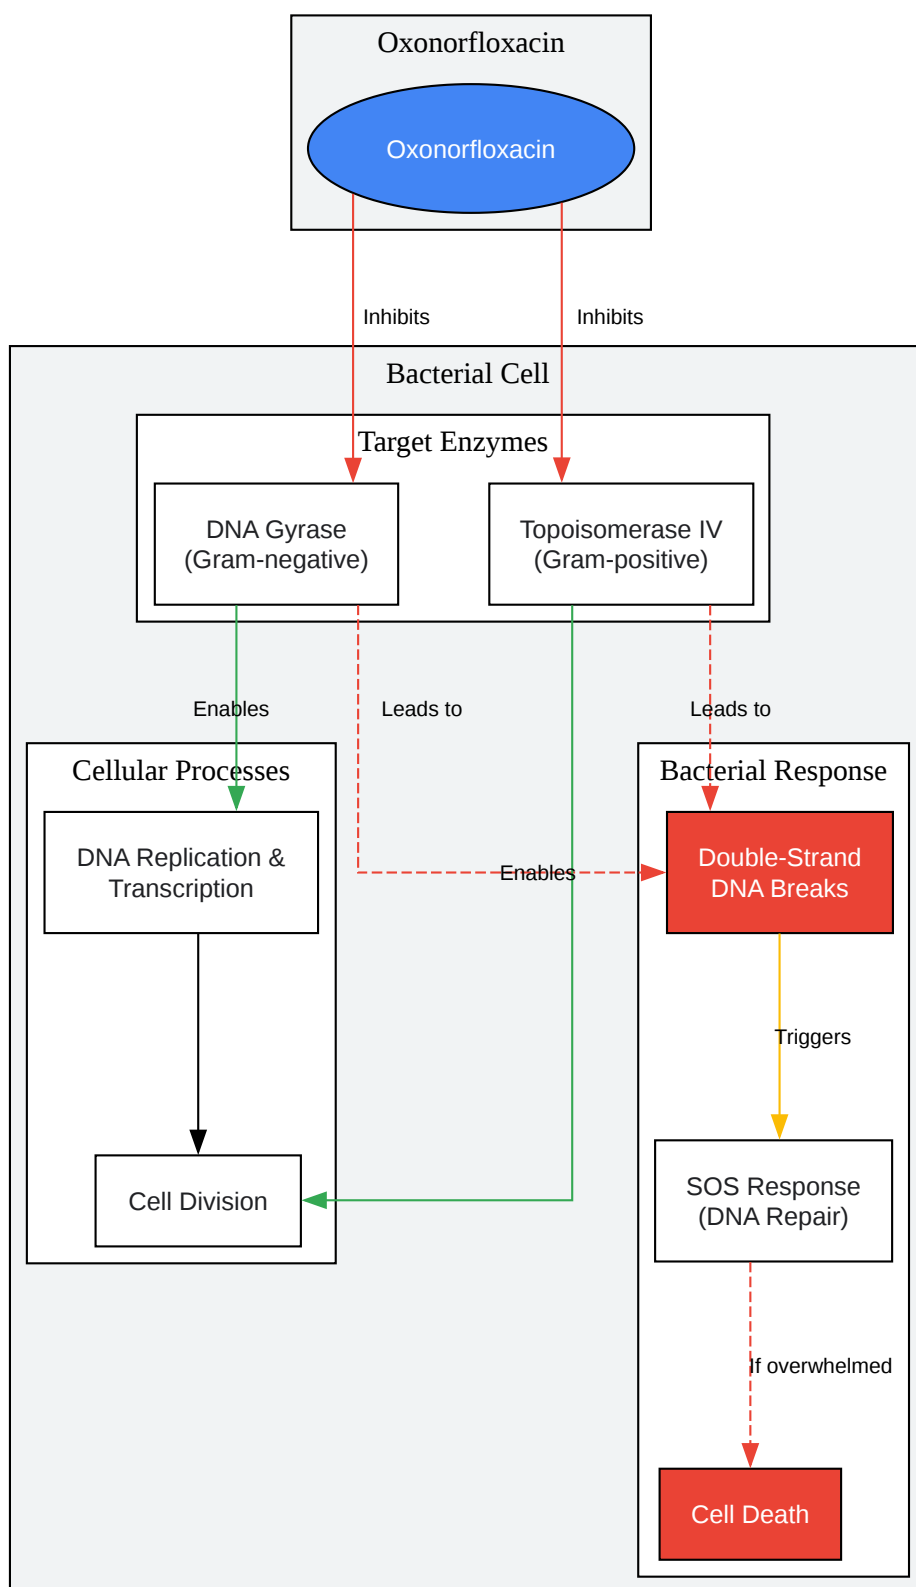 Oxonorfloxacin
Oxonorfloxacin
Inhibits
Inhibits
Bacterial Cell
Target Enzymes
DNA Gyrase
(Gram-negative)
Topoisomerase IV
(Gram-positive)
Enables
Leads to
Leads to
Cellular Processes
Bacterial Response
DNA Replication &
Transcription
Enables
Double-Strand
DNA Breaks
Triggers
Cell Division
SOS Response
(DNA Repair)
If overwhelmed
Cell Death